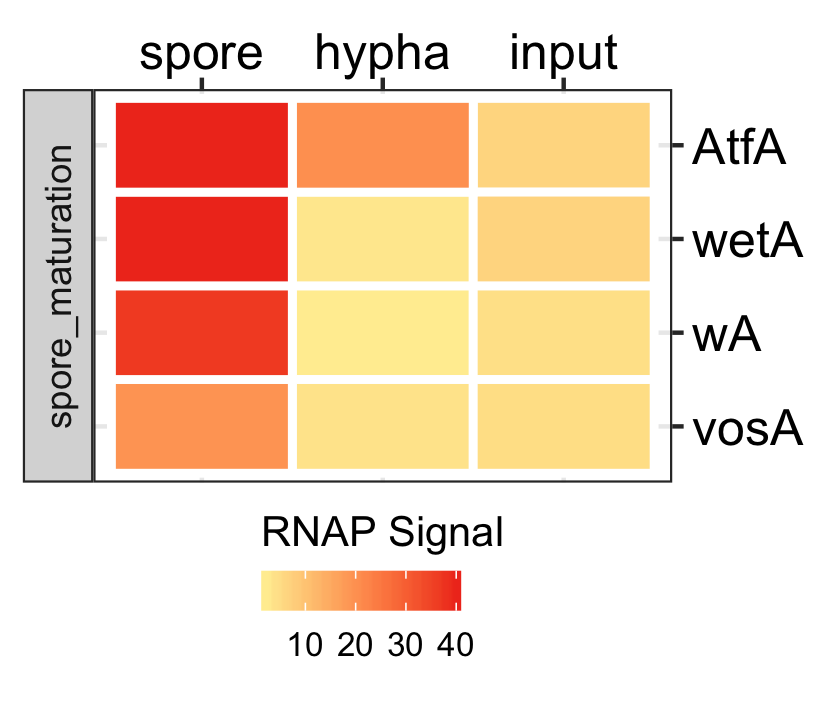 spore hypha input
spore_maturation
AtfA
wetA
wA
vosA
RNAP Signal
10 20 30 40